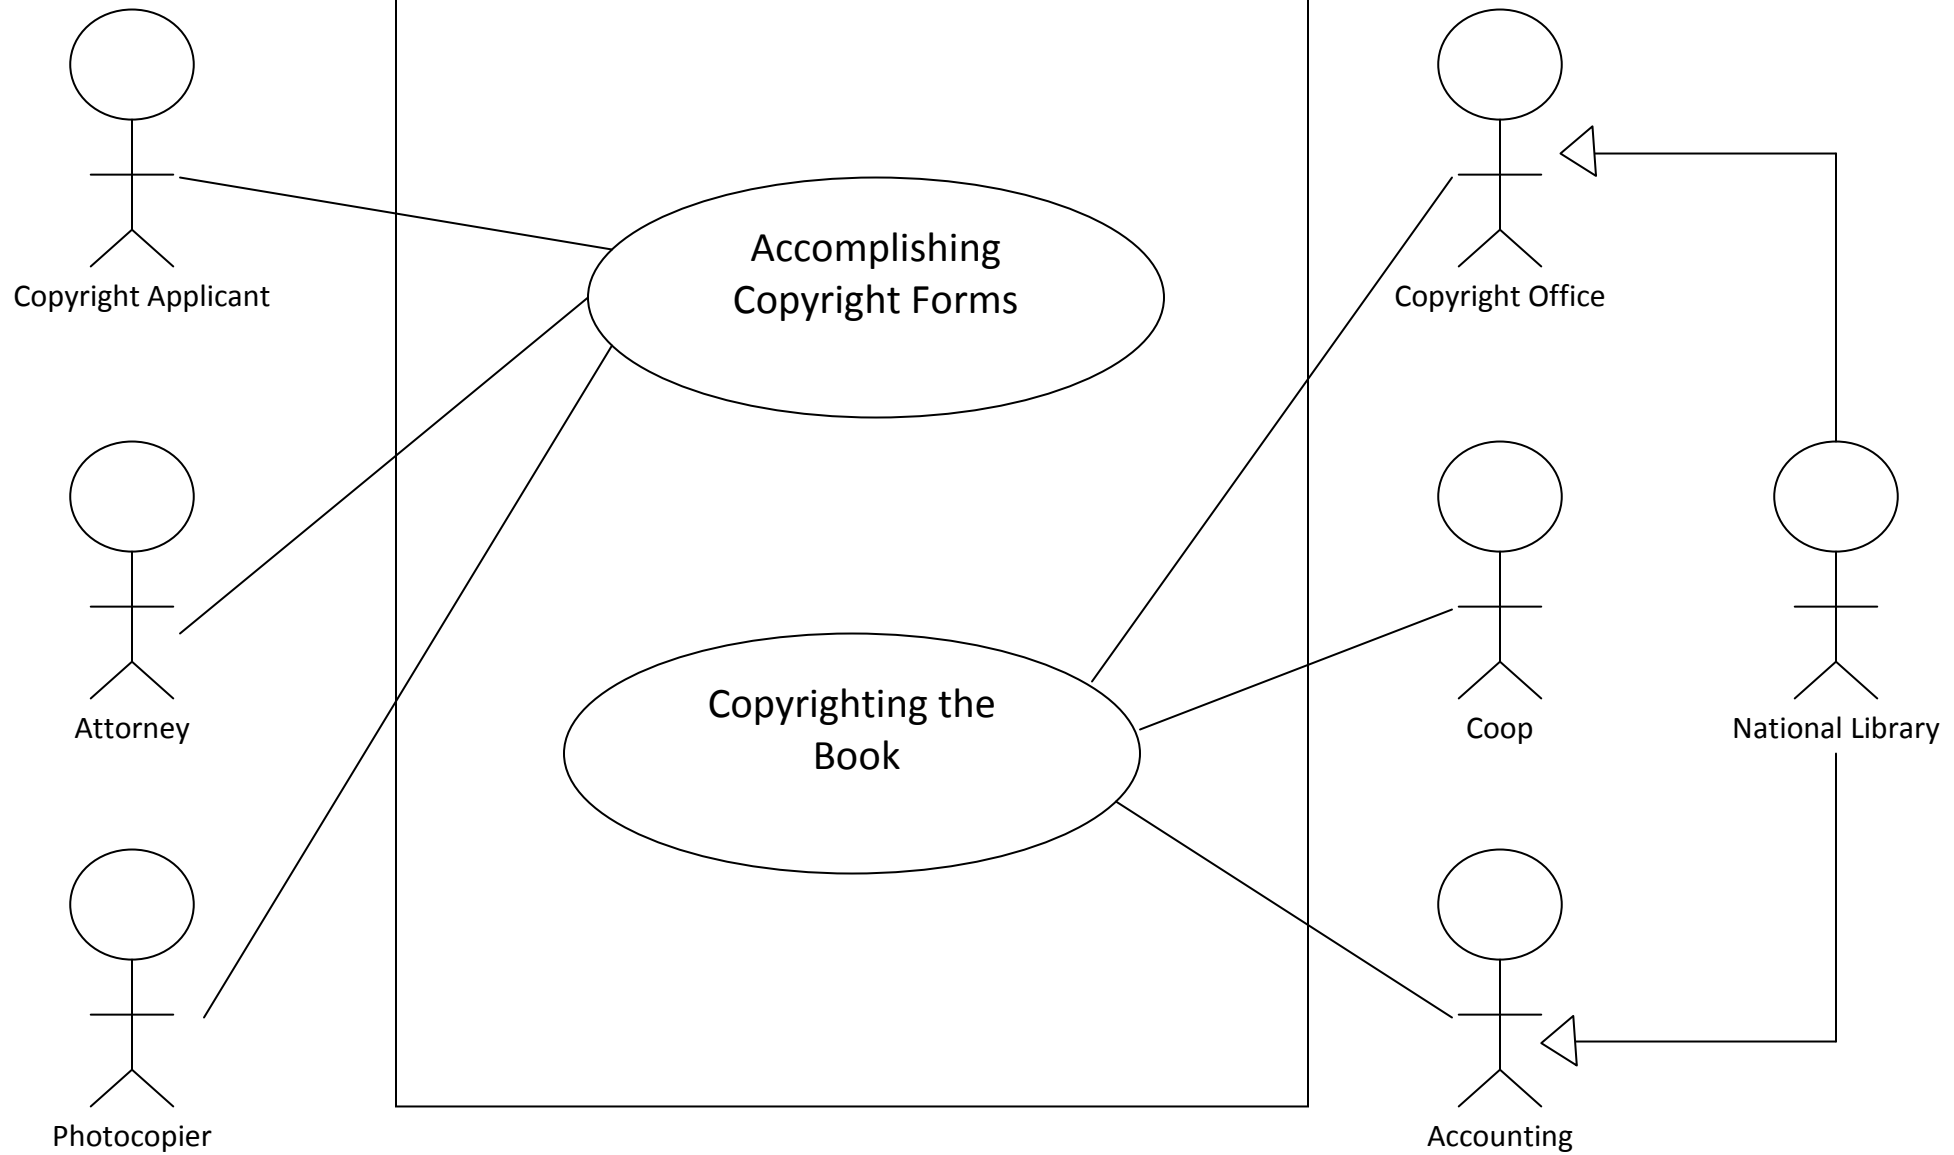 Accomplishing
Copyright Forms
Copyright Applicant
Copyright Office
Copyrighting the
Book
Attorney
Coop
National Library
Photocopier
Accounting